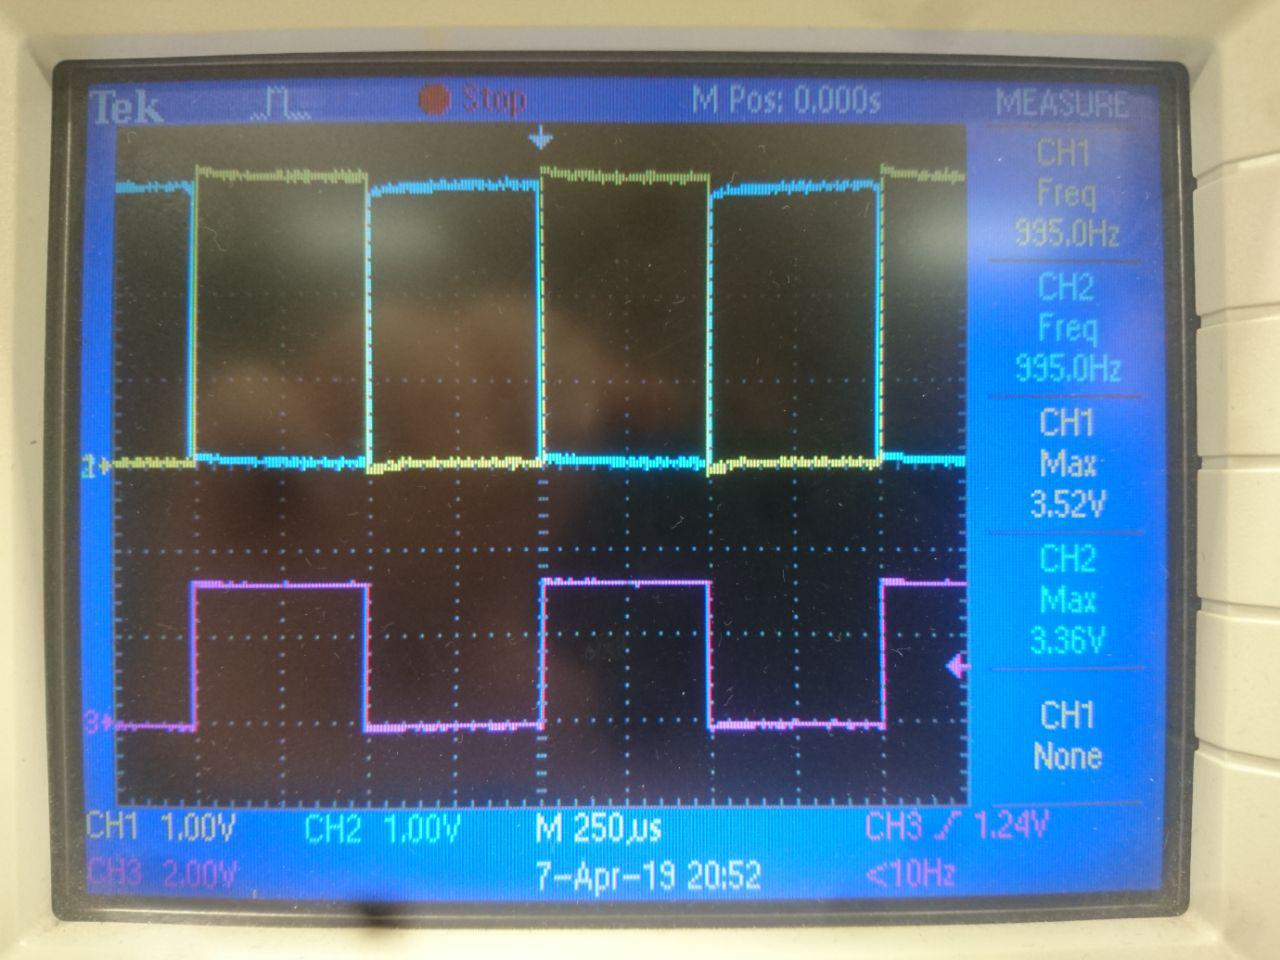 Tek Stop M Pos: 0.000s MEASURE
CH1
Freq
995.0Hz
CH2
Freq
995.0Hz
CH1
Max
3.52V
CH2
Max
3.36V
CH1
None
3
CH1 1.00V CH2 1.00V M 250µs CH3 1.24V
CH3 2.00V 7-Apr-19 20:52 <10Hz